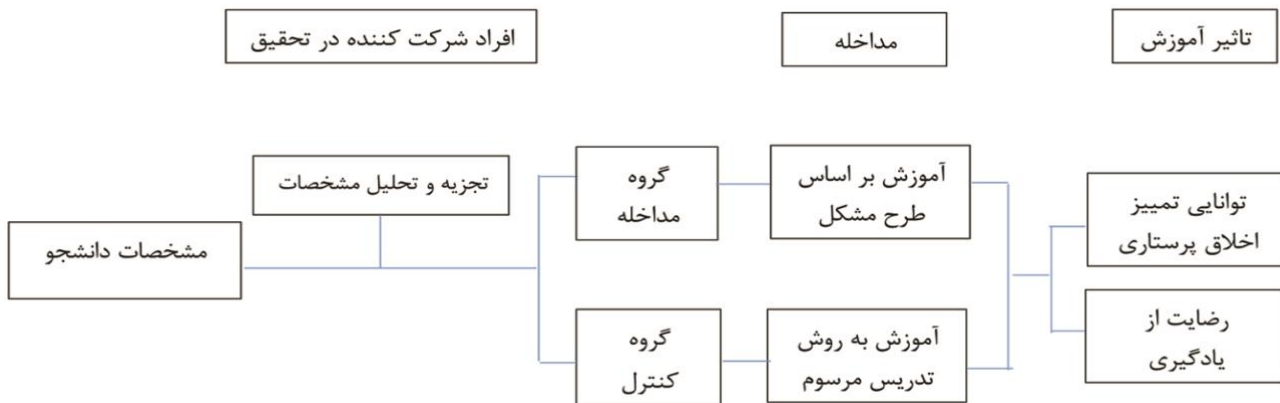 افراد شرکت کننده در تحقیق
مداخله
تاثیر آموزش
مشخصات دانشجو
تجزیه و تحلیل مشخصات
گروه
مداخله
آموزش بر اساس
طرح مشکل
گروه
کنترل
آموزش به روش
تدریس مرسوم
توانایی تمییز
اخلاق پرستاری
رضایت از
یادگیری